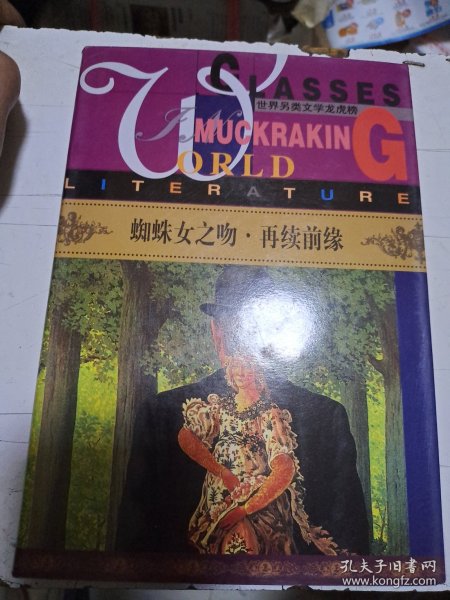 CLASSES
世界另类文学龙虎榜
IN
MUCKRAKING
WORLD
LITERATURE
蜘蛛女之吻·再续前缘
孔夫子旧书网
www.kongfz.com